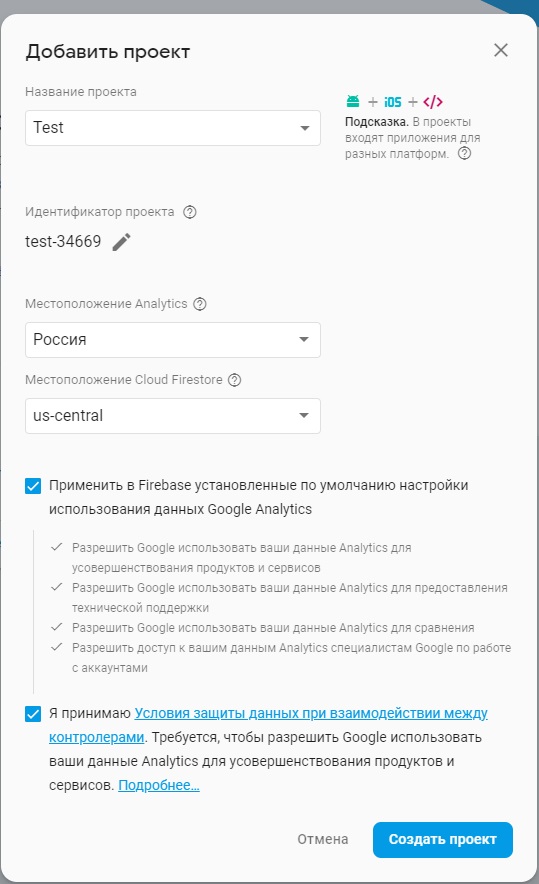 Добавить проект
Название проекта
Test
+ iOS + </>
Подсказка. В проекты
входят приложения для
разных платформ.
Идентификатор проекта
test-34669
Местоположение Analytics
Россия
Местоположение Cloud Firestore
us-central
Применить в Firebase установленные по умолчанию настройки
использования данных Google Analytics
Разрешить Google использовать ваши данные Analytics для
усовершенствования продуктов и сервисов
Разрешить Google использовать ваши данные Analytics для предоставления
технической поддержки
Разрешить Google использовать ваши данные Analytics для сравнения
Разрешить доступ к вашим данным Analytics специалистам Google по работе
с аккаунтами
Я принимаю Условия защиты данных при взаимодействии между
контролерами. Требуется, чтобы разрешить Google использовать
ваши данные Analytics для усовершенствования продуктов и
сервисов. Подробнее…
Отмена
Создать проект